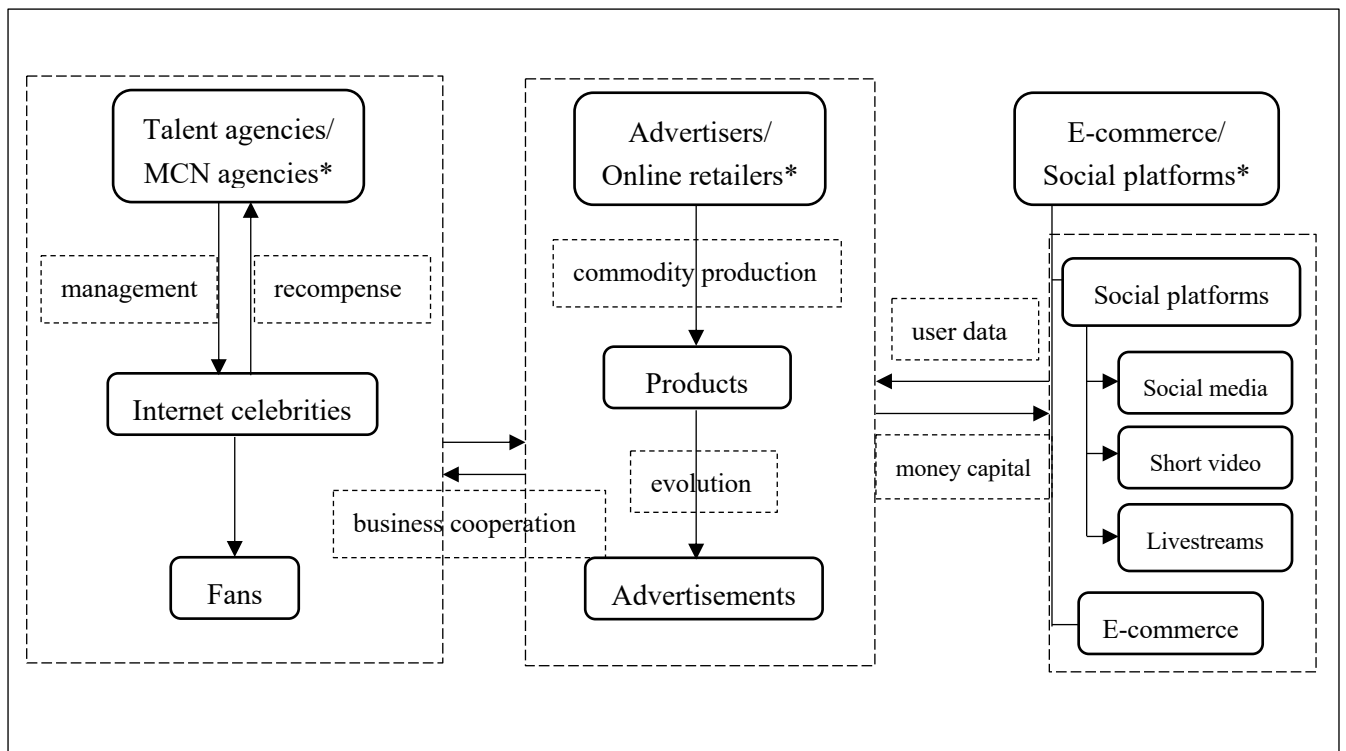 Talent agencies/
MCN agencies*
management
recompense
Internet celebrities
Fans
business cooperation
Advertisers/
Online retailers*
commodity production
Products
evolution
Advertisements
user data
money capital
E-commerce/
Social platforms*
Social platforms
Social media
Short video
Livestreams
E-commerce